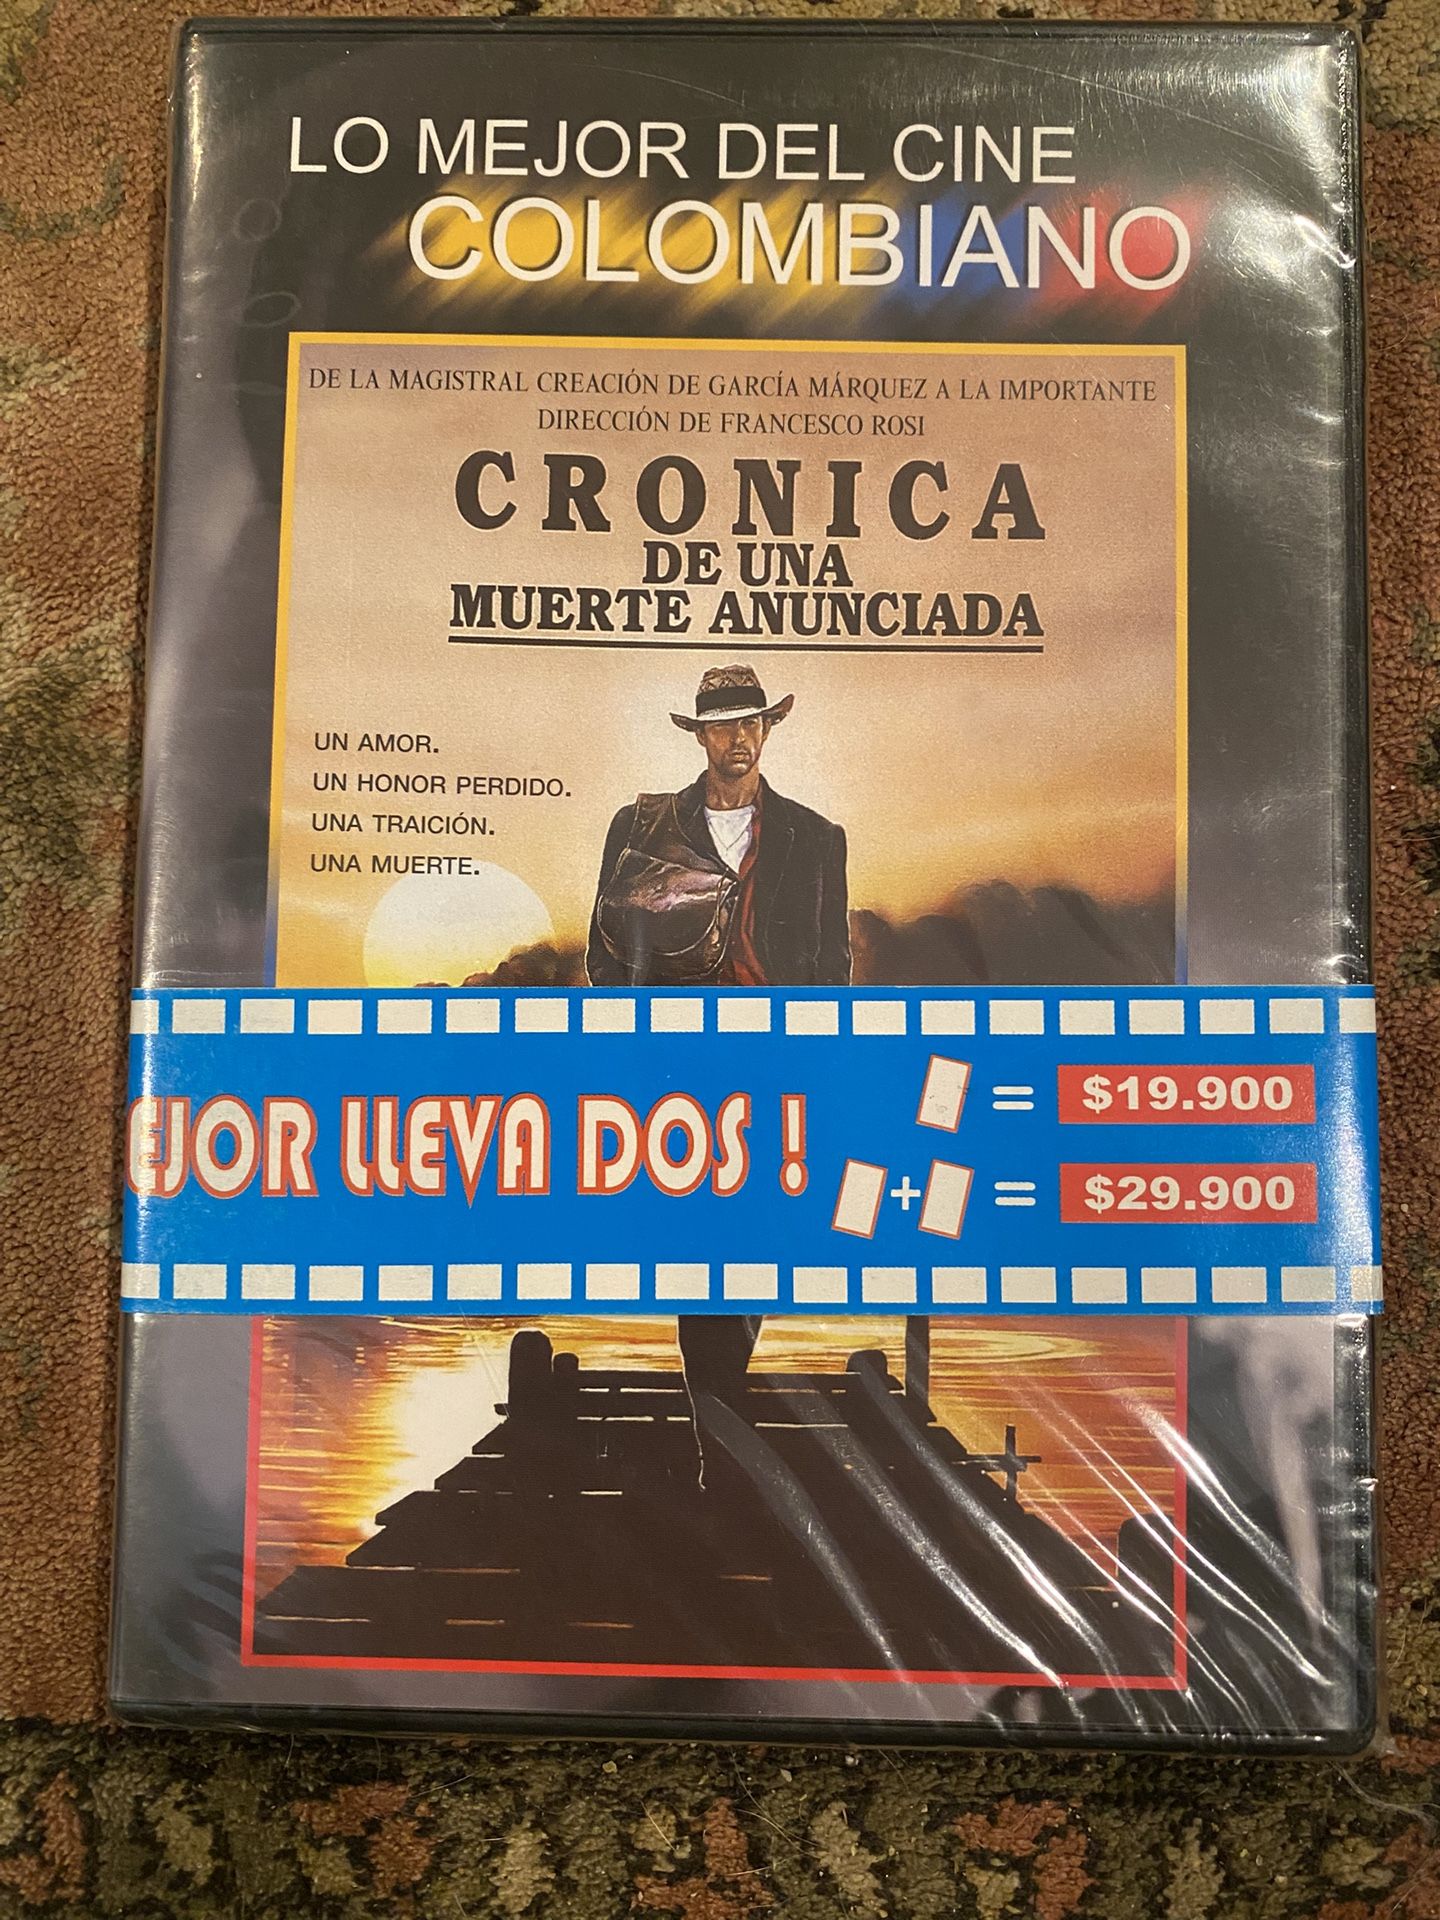 LO MEJOR DEL CINE
COLOMBIANO
DE LA MAGISTRAL CREACIÓN DE GARCÍA MÁRQUEZ A LA IMPORTANTE
DIRECCIÓN DE FRANCESCO ROSI
CRONICA
DE UNA
MUERTE ANUNCIADA
UN AMOR.
UN HONOR PERDIDO.
UNA TRAICIÓN.
UNA MUERTE.
EJOR LLEVA DOS !
= $19.900
+ = $29.900